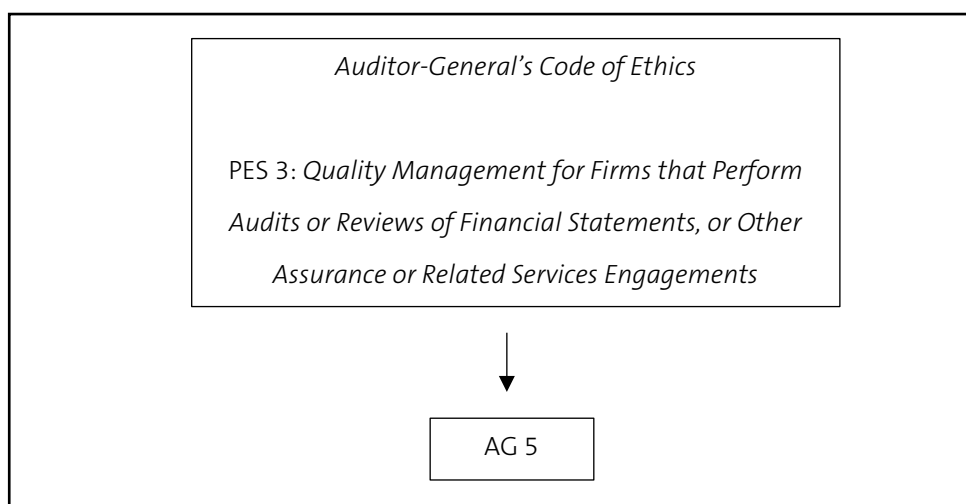 Auditor-General’s Code of Ethics
PES 3: Quality Management for Firms that Perform
Audits or Reviews of Financial Statements, or Other
Assurance or Related Services Engagements
AG 5